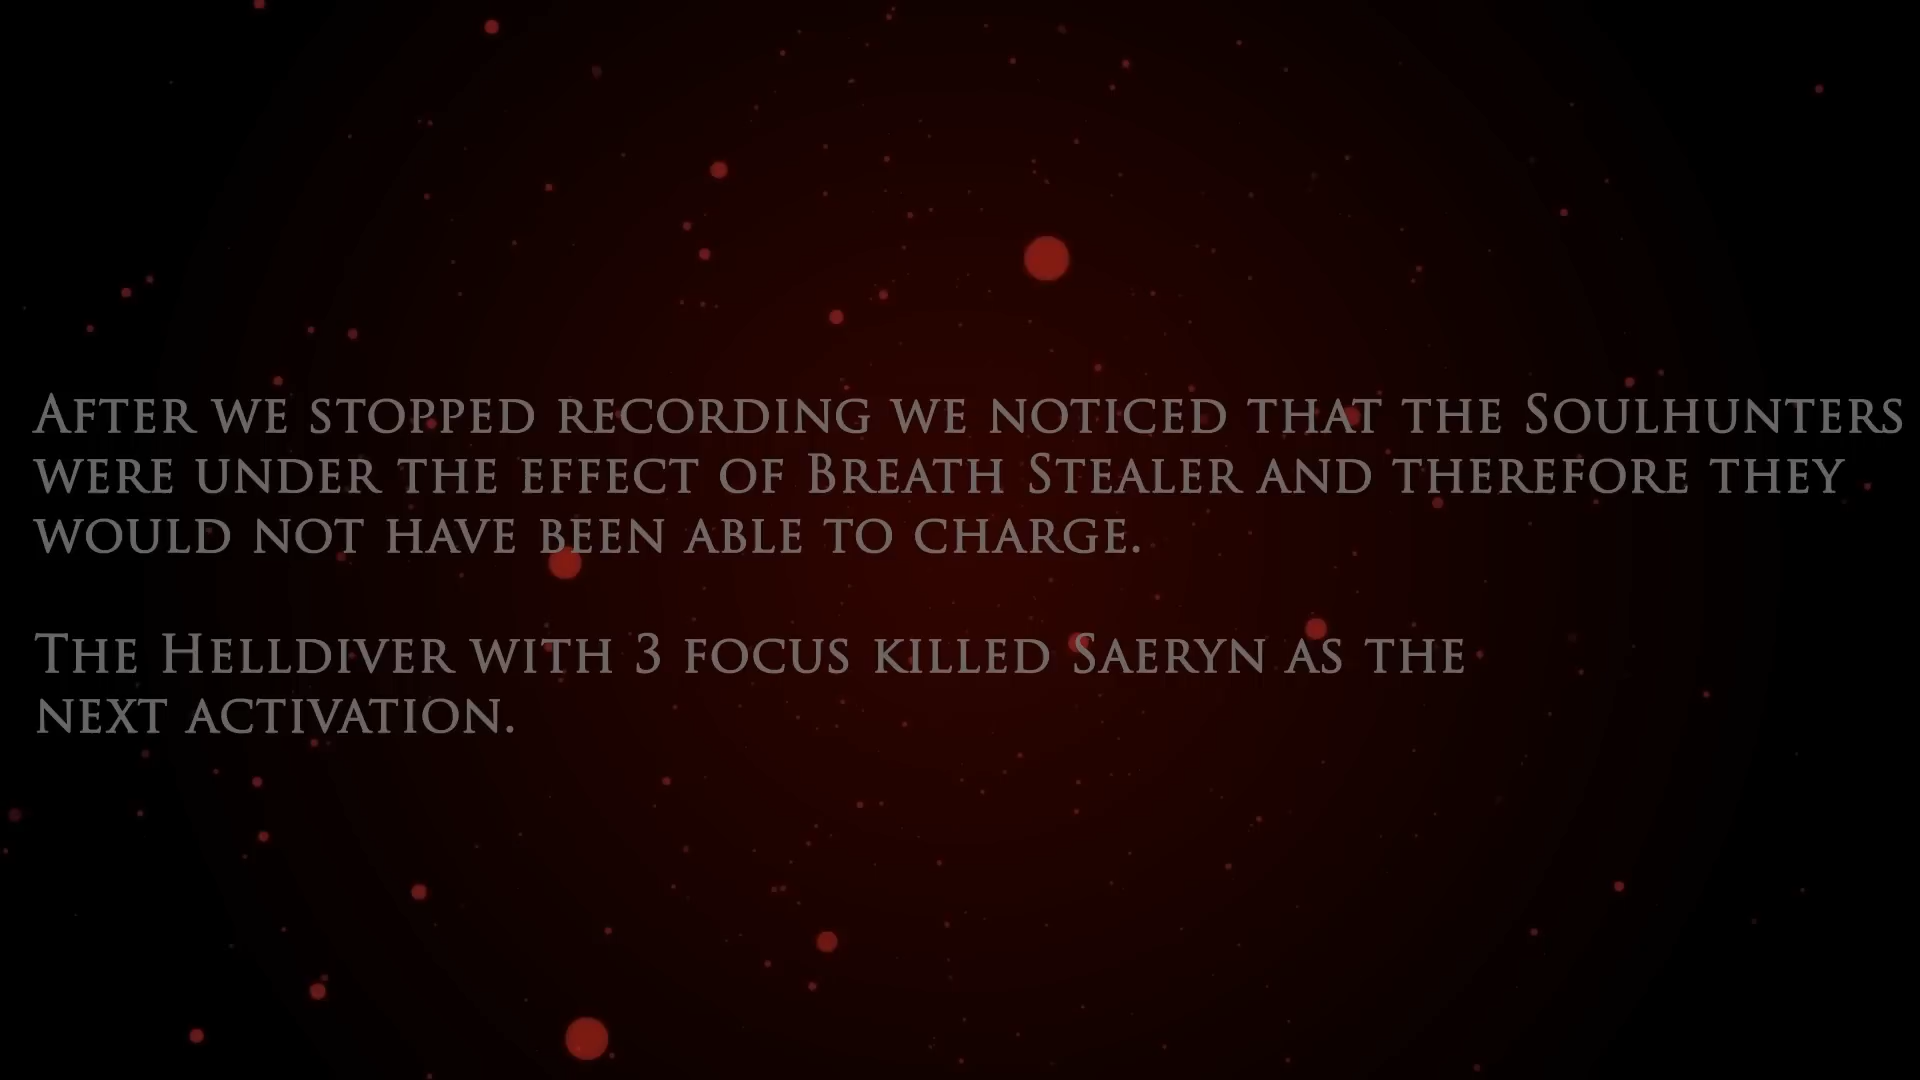 After we stopped recording we noticed that the Soulhunters
were under the effect of Breath Stealer and therefore they
would not have been able to charge.
The Helldiver with 3 focus killed Saeryn as the
next activation.